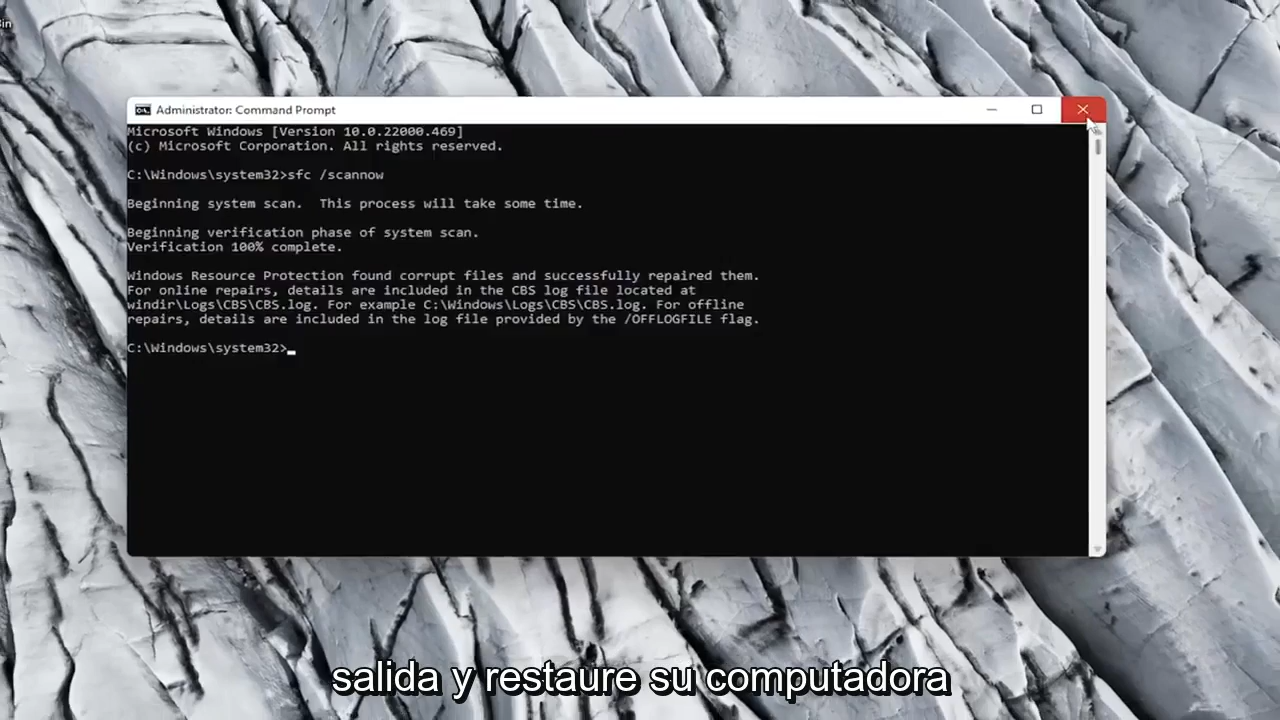 in
Administrator: Command Prompt
Microsoft Windows [Version 10.0.22000.469]
(c) Microsoft Corporation. All rights reserved.
C:\Windows\system32>sfc /scannow
Beginning system scan.  This process will take some time.
Beginning verification phase of system scan.
Verification 100% complete.
Windows Resource Protection found corrupt files and successfully repaired them.
For online repairs, details are included in the CBS log file located at
windir\Logs\CBS\CBS.log. For example C:\Windows\Logs\CBS\CBS.log. For offline
repairs, details are included in the log file provided by the /OFFLOGFILE flag.
C:\Windows\system32>
salida y restaure su computadora